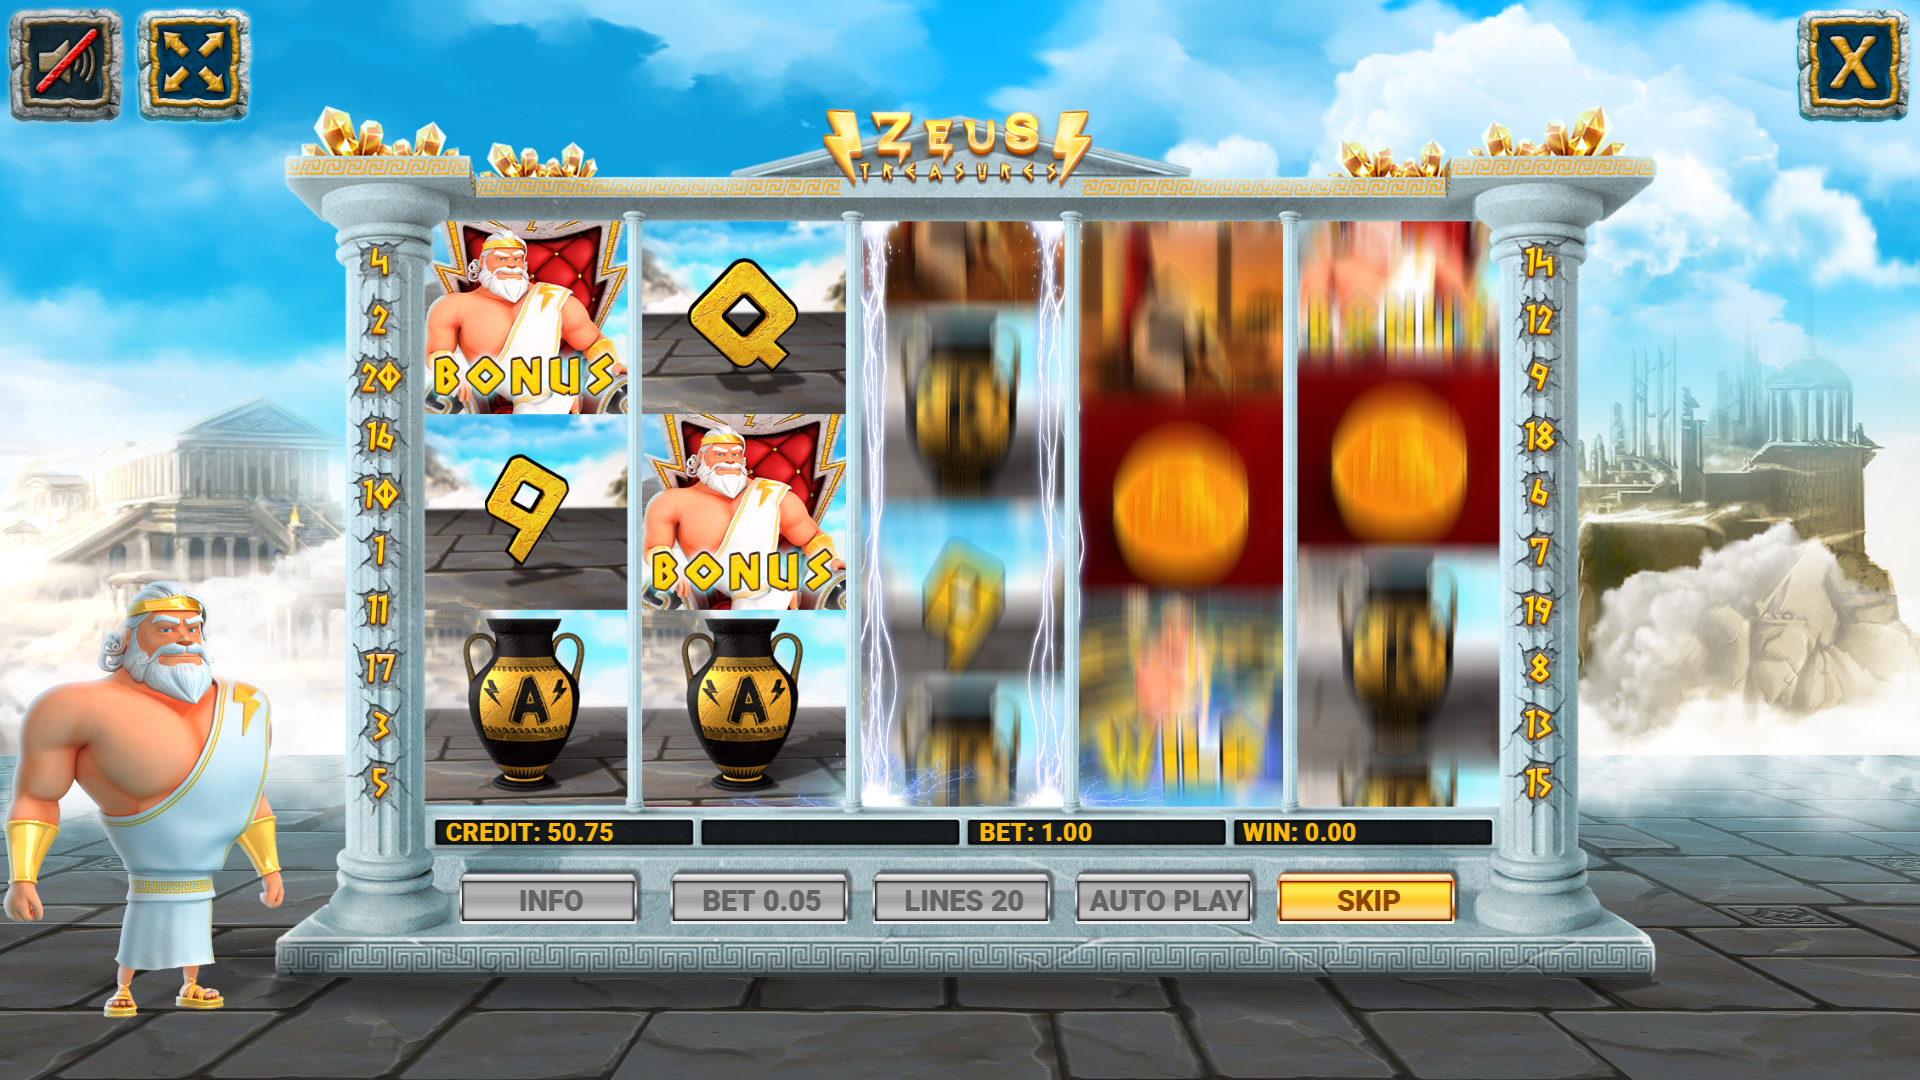 X
ZEUS
TREASURES
4
2
20
16
10
1
11
17
3
5
BONUS
Q
9
BONUS
A
A
BONUS
WILD
14
12
9
18
6
7
19
8
13
15
CREDIT: 50.75
BET: 1.00
WIN: 0.00
INFO
BET 0.05
LINES 20
AUTO PLAY
SKIP